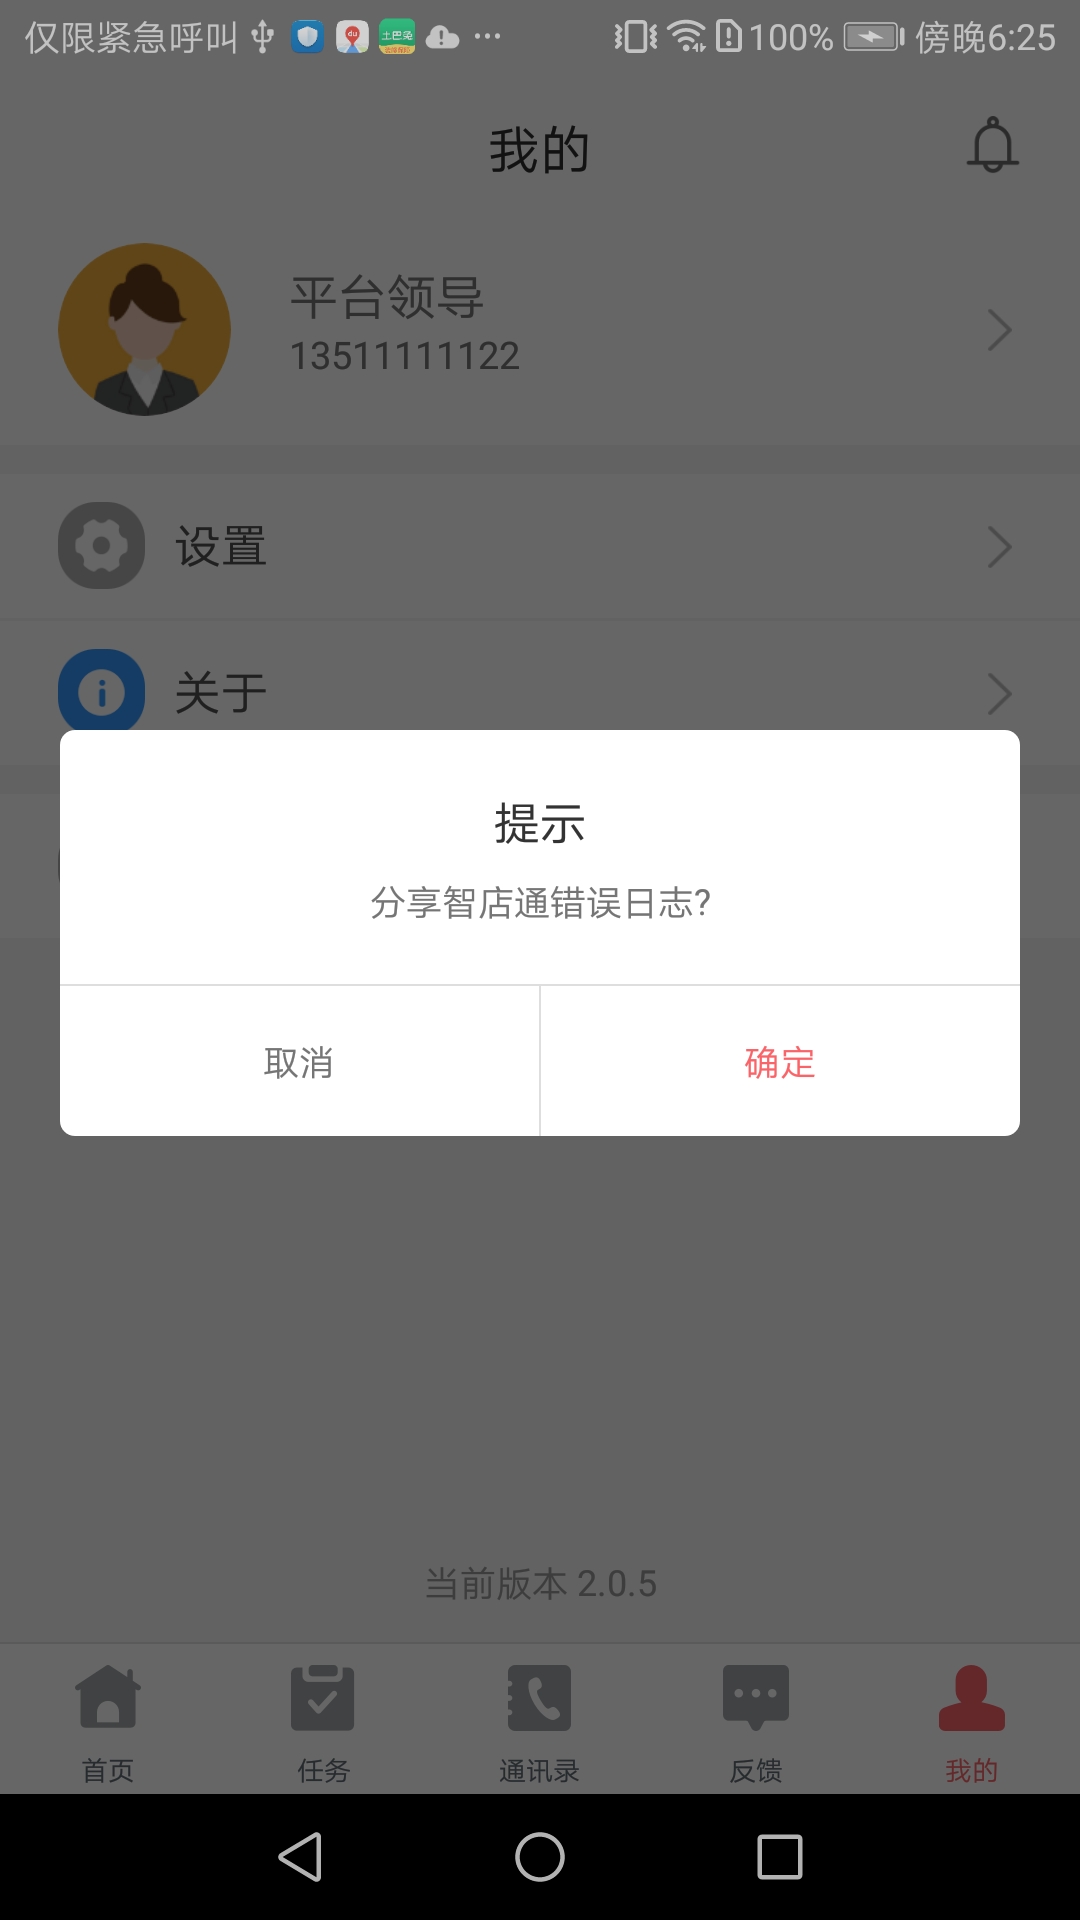 仅限紧急呼叫 100% 傍晚6:25
我的
平台领导
13511111122
设置
关于
提示
分享智店通错误日志?
取消 确定
当前版本 2.0.5
首页 任务 通讯录 反馈 我的